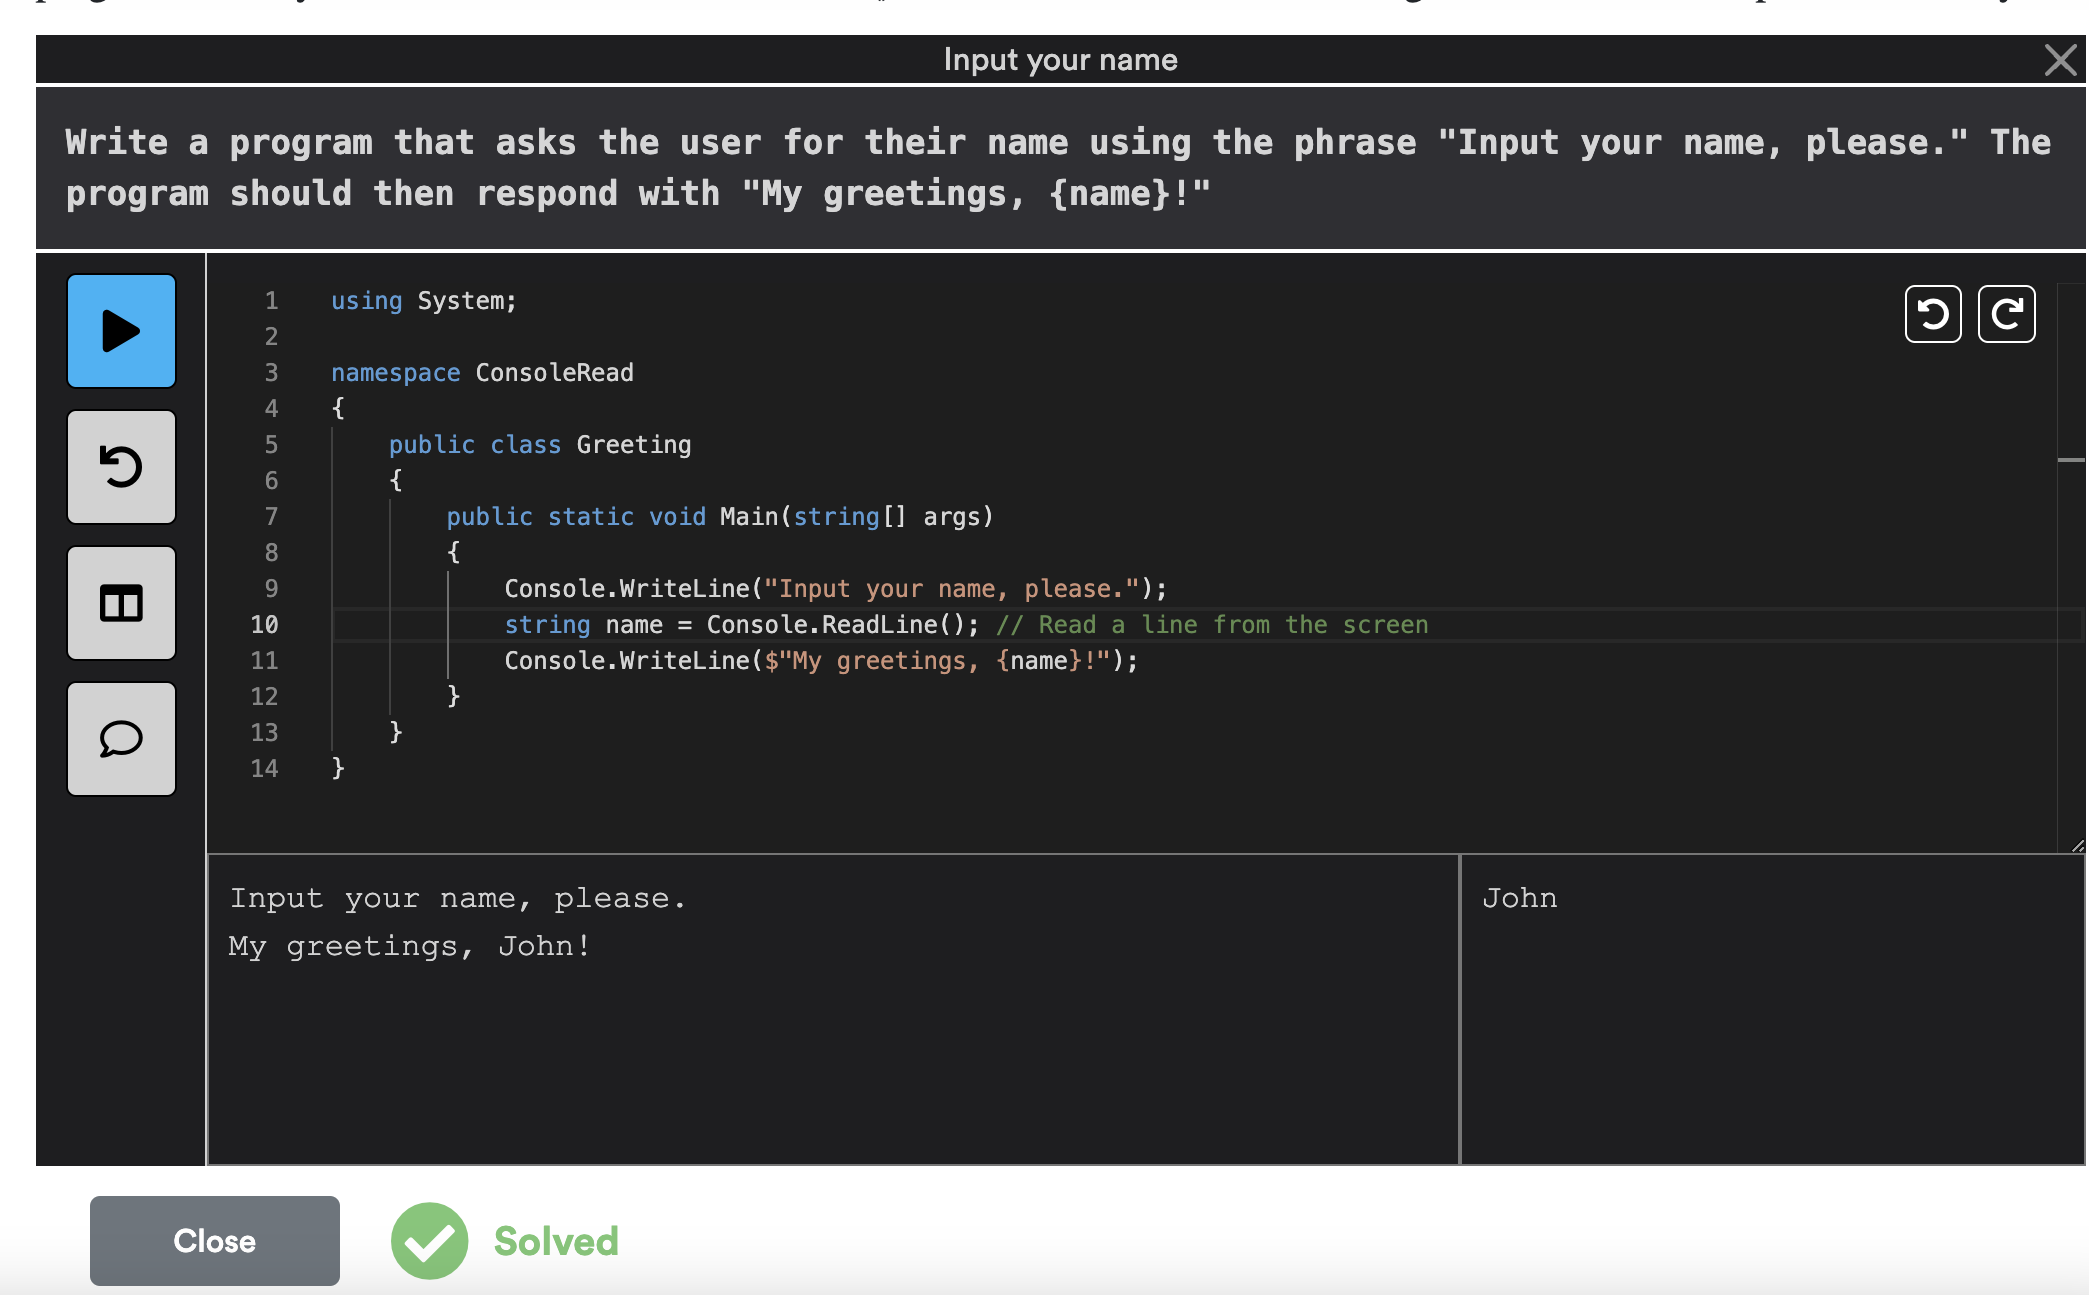 Input your name
Write a program that asks the user for their name using the phrase "Input your name, please." The
program should then respond with "My greetings, {name}!"
1 using System;
2
3 namespace ConsoleRead
4 {
5     public class Greeting
6     {
7         public static void Main(string[] args)
8         {
9             Console.WriteLine("Input your name, please.");
10             string name = Console.ReadLine(); // Read a line from the screen
11             Console.WriteLine($"My greetings, {name}!");
12         }
13     }
14 }
Input your name, please.
My greetings, John!
John
Close
Solved